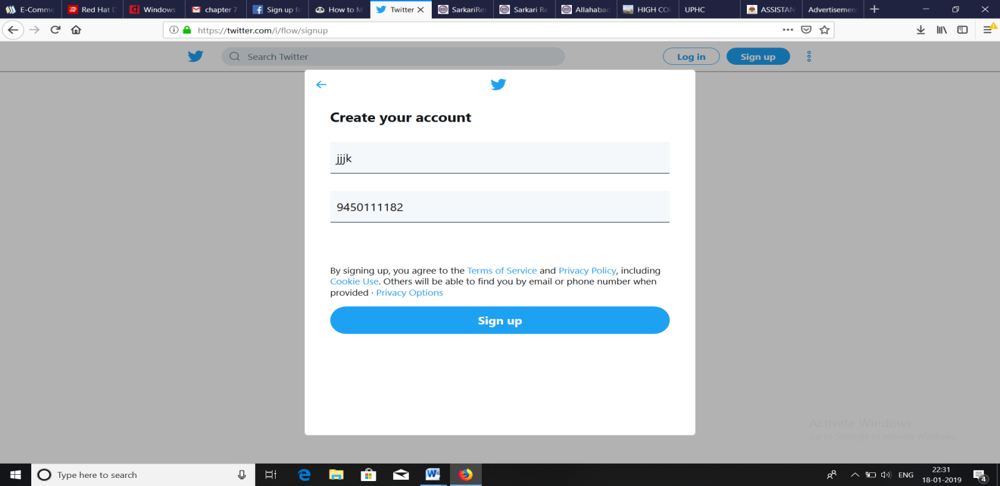 E-Comme
Red Hat D
Windows
chapter 7
Sign up fo
How to M
Twitter
SarkariRes
Sarkari Re
Allahabad
HIGH COU
UPHC
ASSISTAN
Advertisement
https://twitter.com/i/flow/signup
Search Twitter
Log in
Sign up
Create your account
jjjk
9450111182
By signing up, you agree to the Terms of Service and Privacy Policy, including
Cookie Use. Others will be able to find you by email or phone number when
provided · Privacy Options
Sign up
Activate Windows
Go to Settings to activate Windows.
Type here to search
ENG
22:31
18-01-2019
4